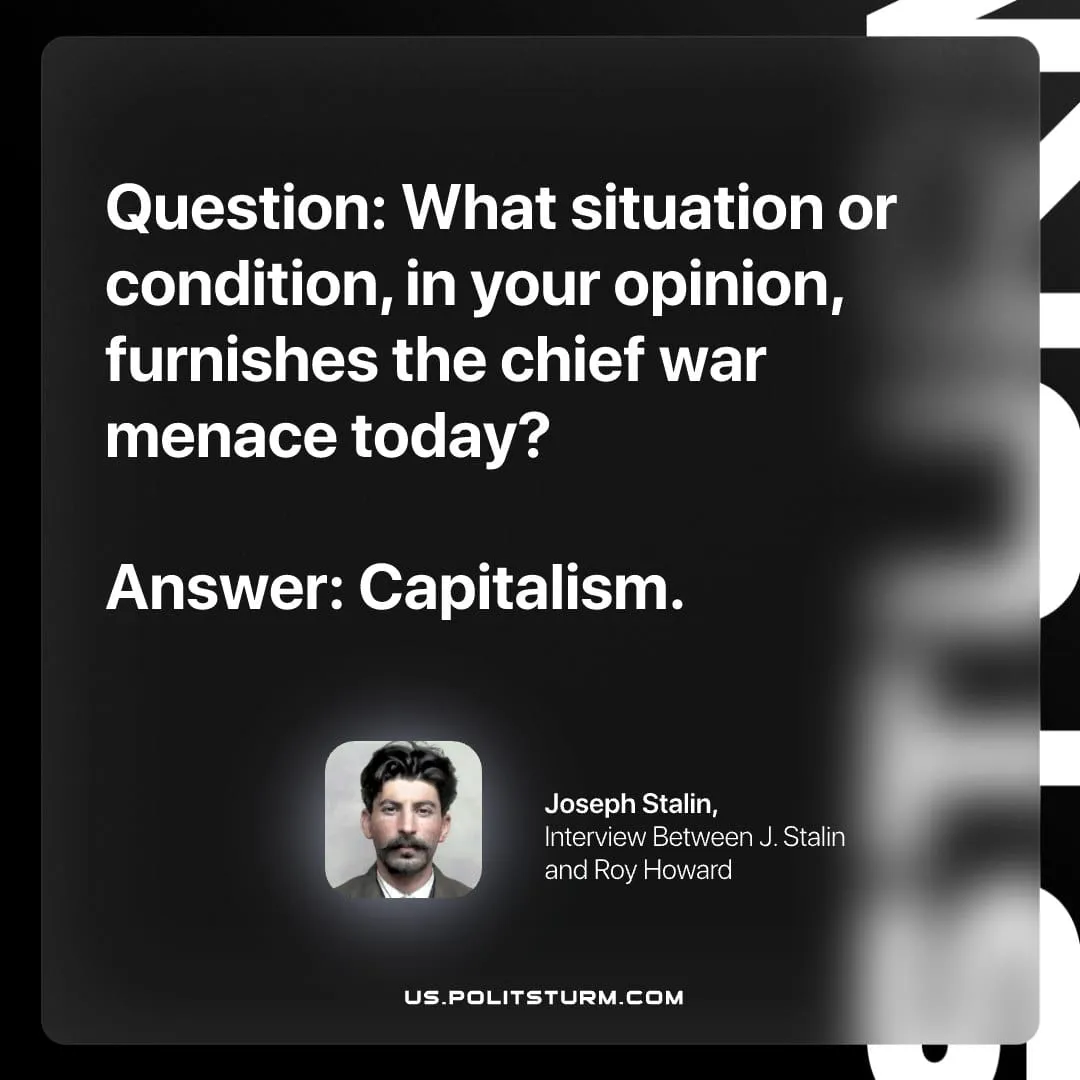 Question: What situation or
condition, in your opinion,
furnishes the chief war
menace today?
Answer: Capitalism.
Joseph Stalin,
Interview Between J. Stalin
and Roy Howard
US.POLITSTURM.COM